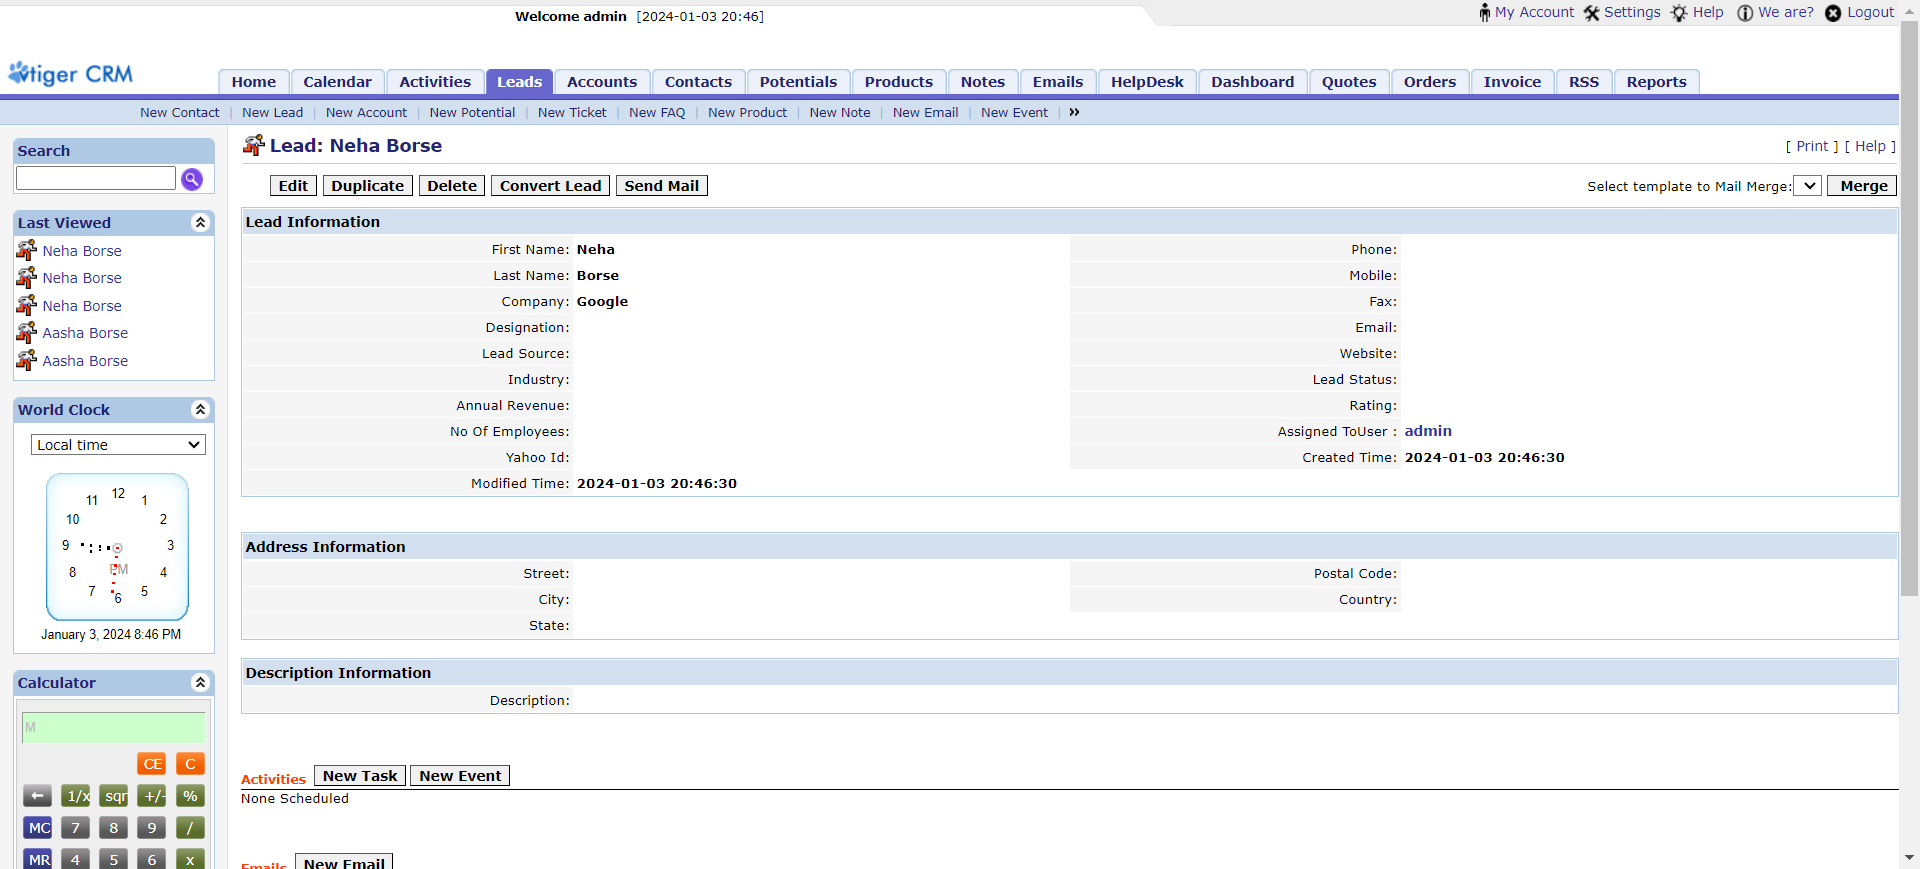 Welcome admin [2024-01-03 20:46]
My Account Settings Help We are? Logout
vtiger CRM
Home Calendar Activities Leads Accounts Contacts Potentials Products Notes Emails HelpDesk Dashboard Quotes Orders Invoice RSS Reports
New Contact | New Lead | New Account | New Potential | New Ticket | New FAQ | New Product | New Note | New Email | New Event | »
Search
Last Viewed
Neha Borse
Neha Borse
Neha Borse
Aasha Borse
Aasha Borse
World Clock
Local time
12
11 1
10 2
9 3
PM
8 4
7 5
6
January 3, 2024 8:46 PM
Calculator
M
CE C
← 1/x sqr +/- %
MC 7 8 9 /
MR 4 5 6 x
Lead: Neha Borse
[ Print ] [ Help ]
Edit Duplicate Delete Convert Lead Send Mail
Select template to Mail Merge: Merge
Lead Information
First Name: Neha Phone:
Last Name: Borse Mobile:
Company: Google Fax:
Designation: Email:
Lead Source: Website:
Industry: Lead Status:
Annual Revenue: Rating:
No Of Employees: Assigned ToUser : admin
Yahoo Id: Created Time: 2024-01-03 20:46:30
Modified Time: 2024-01-03 20:46:30
Address Information
Street: Postal Code:
City: Country:
State:
Description Information
Description:
Activities New Task New Event
None Scheduled
Emails New Email